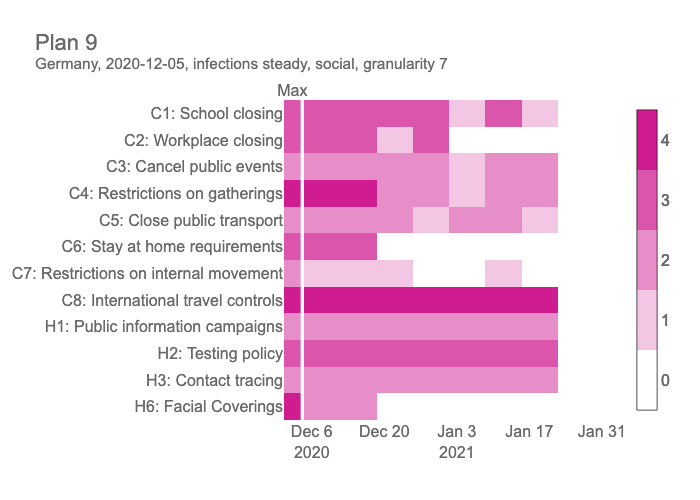 Plan 9
Germany, 2020-12-05, infections steady, social, granularity 7
Max
C1: School closing
C2: Workplace closing
C3: Cancel public events
C4: Restrictions on gatherings
C5: Close public transport
C6: Stay at home requirements
C7: Restrictions on internal movement
C8: International travel controls
H1: Public information campaigns
H2: Testing policy
H3: Contact tracing
H6: Facial Coverings
4
3
2
1
0
Dec 6 Dec 20 Jan 3 Jan 17 Jan 31
2020 2021